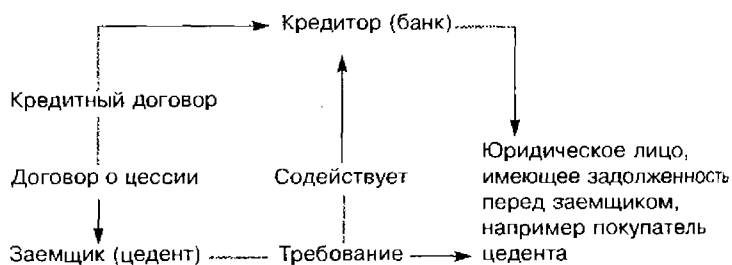 Кредитор (банк)
Кредитный договор
Договор о цессии
Содействует
Юридическое лицо,
имеющее задолженность
перед заемщиком,
например покупатель
цедента
Заемщик (цедент)
Требование